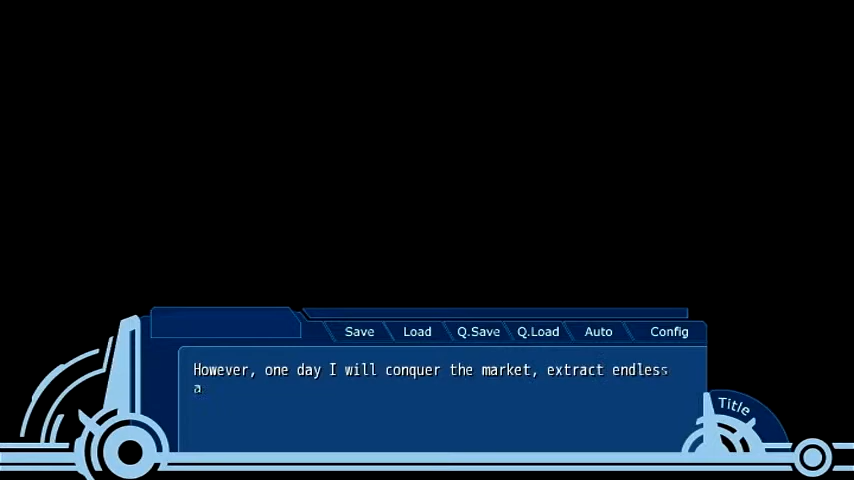 Save Load Q.Save Q.Load Auto Config
However, one day I will conquer the market, extract endless
a
Title